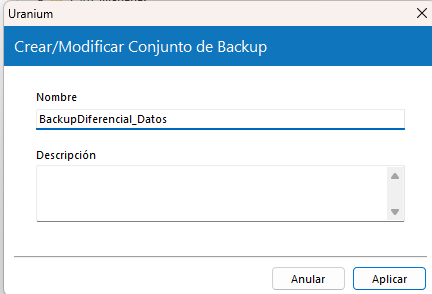 Uranium
Crear/Modificar Conjunto de Backup
Nombre
BackupDiferencial_Datos
Descripción
Anular
Aplicar